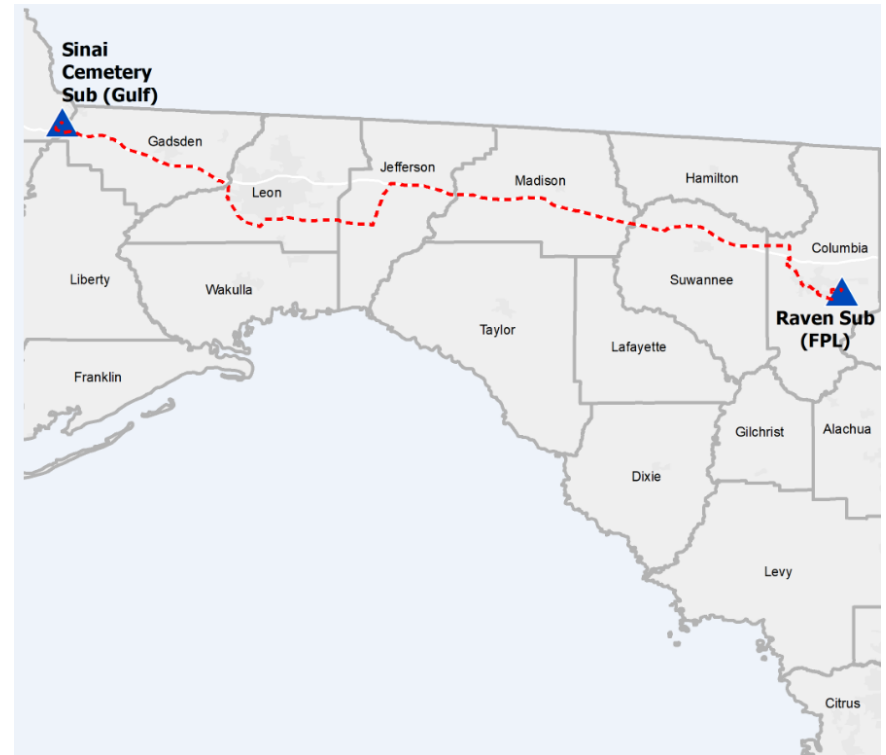 Sinai
Cemetery
Sub (Gulf)
Gadsden
Leon
Jefferson
Madison
Hamilton
Columbia
Liberty
Wakulla
Suwannee
Raven Sub
(FPL)
Taylor
Lafayette
Franklin
Gilchrist
Alachua
Dixie
Levy
Citrus